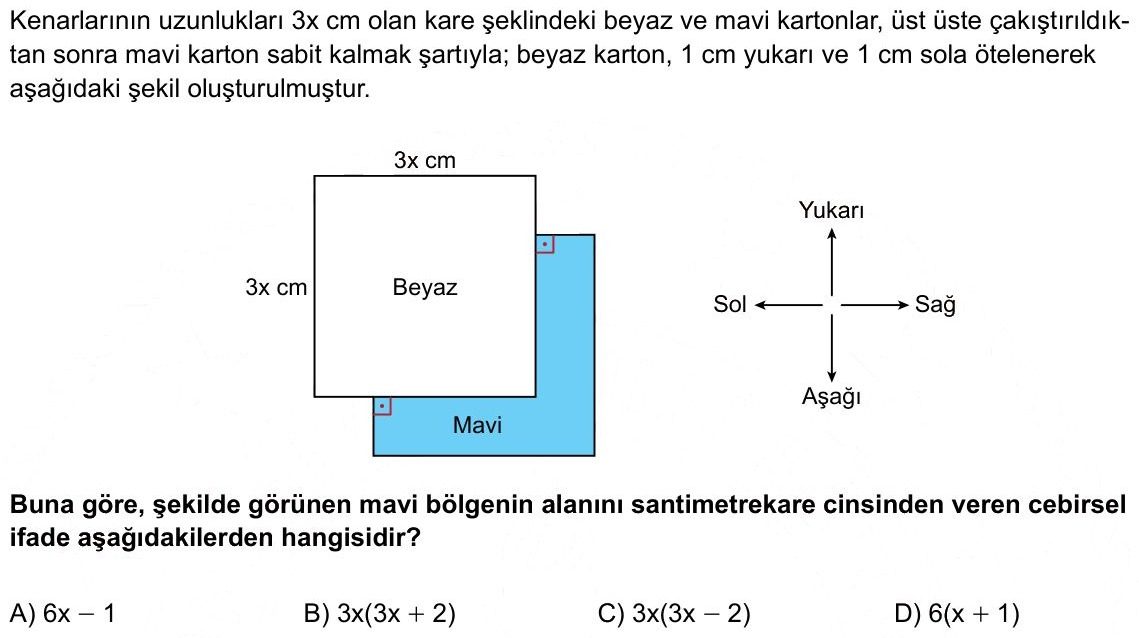 Kenarlarının uzunlukları 3x cm olan kare şeklindeki beyaz ve mavi kartonlar, üst üste çakıştırıldık-
tan sonra mavi karton sabit kalmak şartıyla; beyaz karton, 1 cm yukarı ve 1 cm sola ötelenerek
aşağıdaki şekil oluşturulmuştur.
3x cm
3x cm
Beyaz
Mavi
Yukarı
Sol
Sağ
Aşağı
Buna göre, şekilde görünen mavi bölgenin alanını santimetrekare cinsinden veren cebirsel
ifade aşağıdakilerden hangisidir?
A) 6x − 1 B) 3x(3x + 2) C) 3x(3x − 2) D) 6(x + 1)